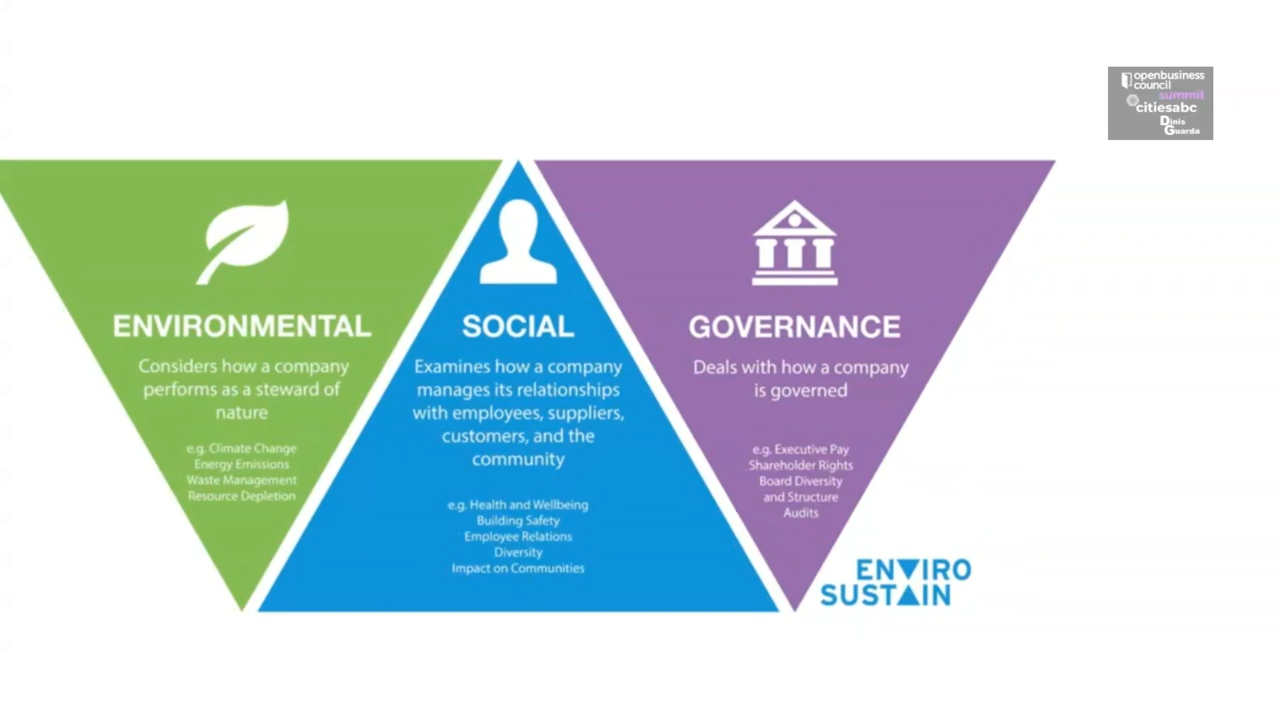 openbusiness
council
summit
citiesabc
Dinis
Guarda
ENVIRONMENTAL
Considers how a company
performs as a steward of
nature
e.g. Climate Change
Energy Emissions
Waste Management
Resource Depletion
SOCIAL
Examines how a company
manages its relationships
with employees, suppliers,
customers, and the
community
e.g. Health and Wellbeing
Building Safety
Employee Relations
Diversity
Impact on Communities
GOVERNANCE
Deals with how a company
is governed
e.g. Executive Pay
Shareholder Rights
Board Diversity
and Structure
Audits
ENVIRO
SUSTAIN